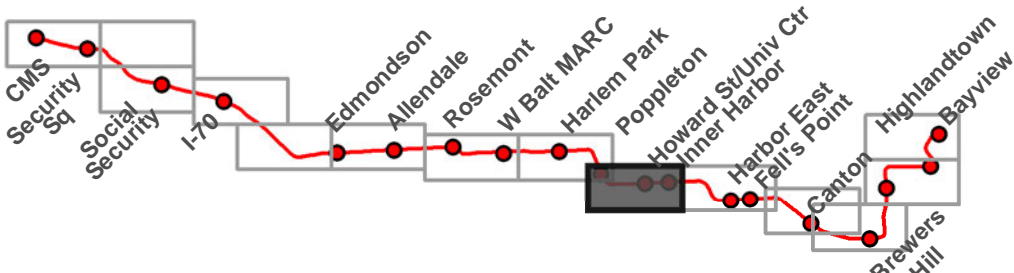 CMS
Security
Sq
Social
Security
I-70
Edmondson
Allendale
Rosemont
W Balt MARC
Harlem Park
Poppleton
Howard St/Univ Ctr
Inner Harbor
Harbor East
Fell's Point
Canton
Brewers
Hill
Highlandtown
Bayview